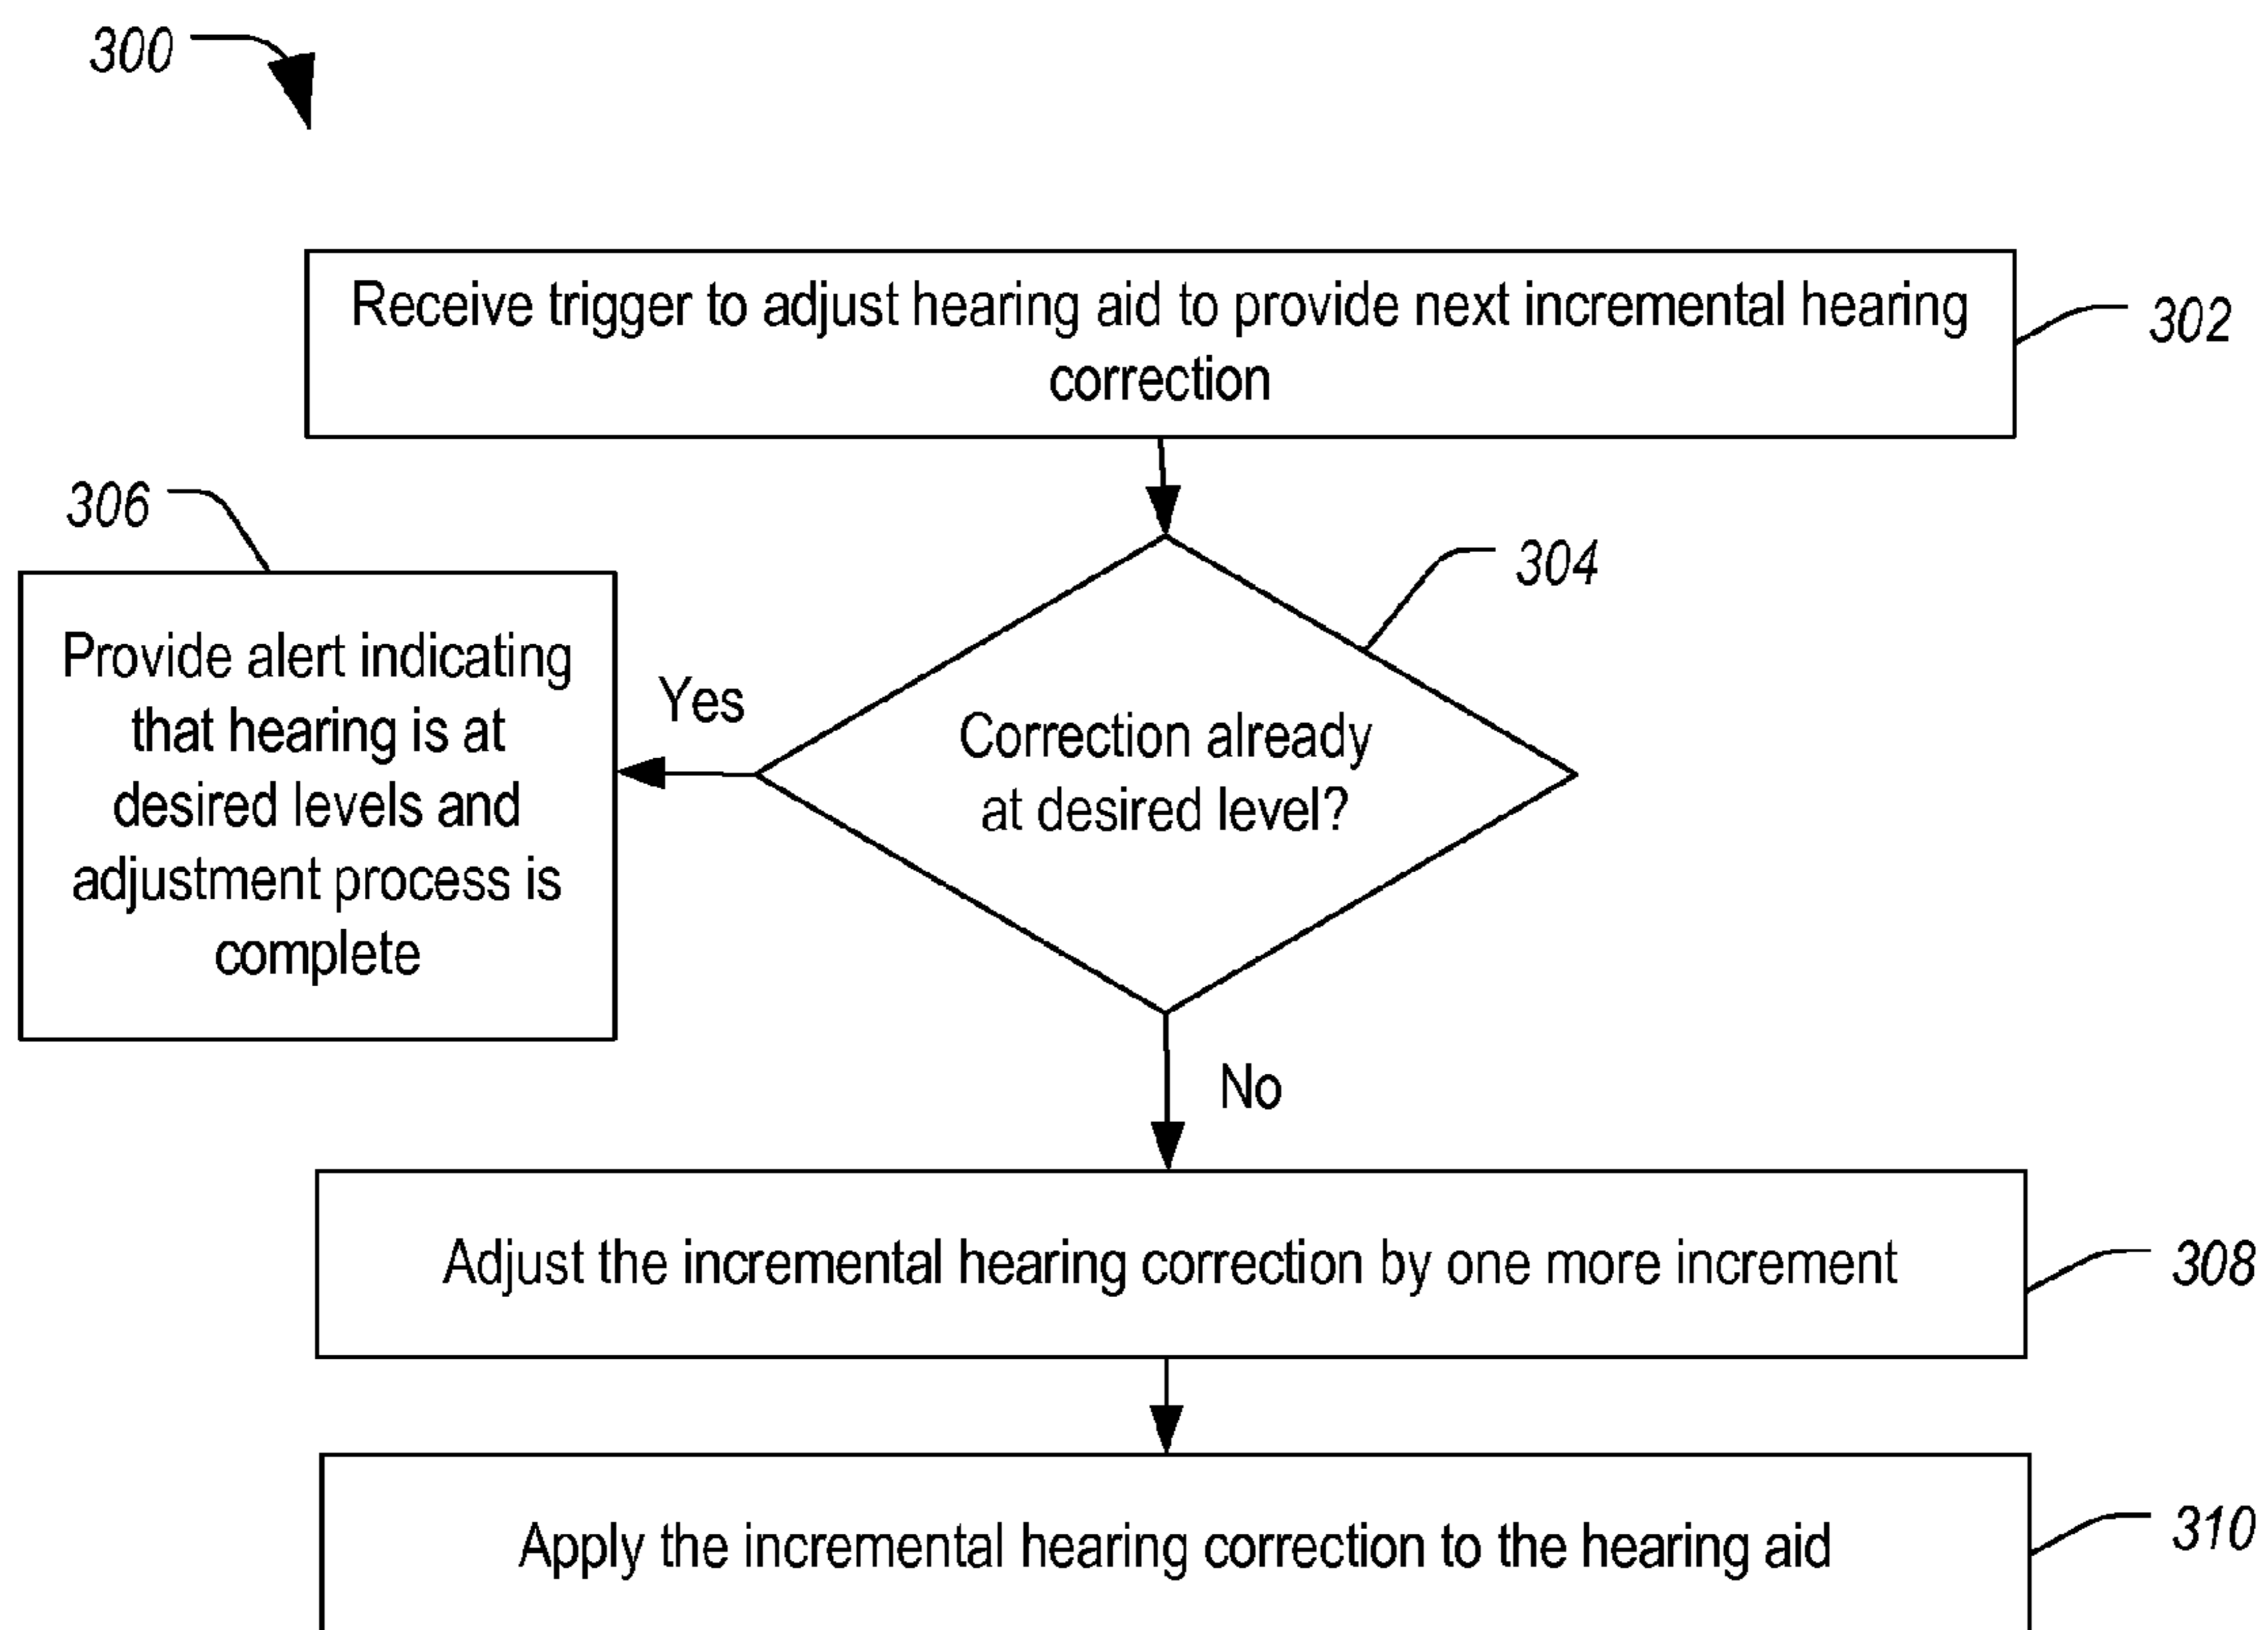 300
Receive trigger to adjust hearing aid to provide next incremental hearing
correction
302
306
304
Provide alert indicating
that hearing is at
desired levels and
adjustment process is
complete
Yes
Correction already
at desired level?
No
Adjust the incremental hearing correction by one more increment
308
Apply the incremental hearing correction to the hearing aid
310